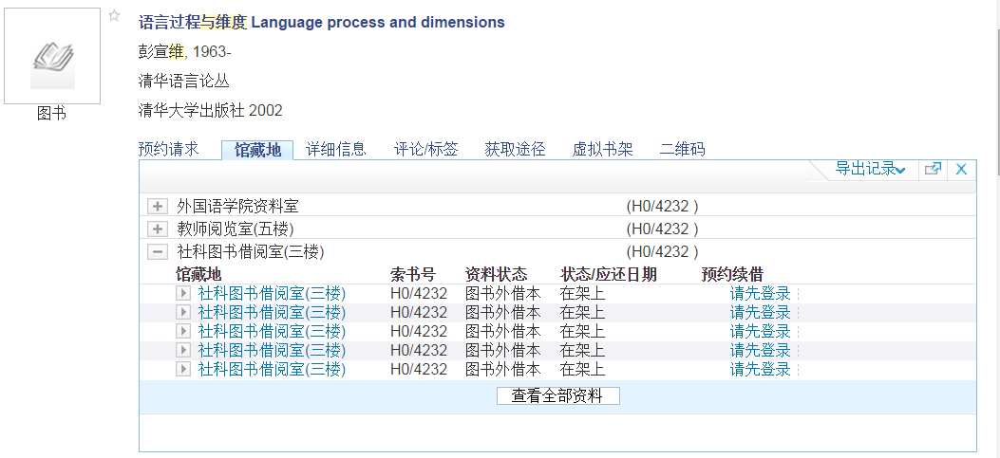 语言过程与维度 Language process and dimensions
彭宣维, 1963-
清华语言论丛
清华大学出版社 2002
图书
预约请求 馆藏地 详细信息 评论/标签 获取途径 虚拟书架 二维码
导出记录
外国语学院资料室 (H0/4232 )
教师阅览室(五楼) (H0/4232 )
社科图书借阅室(三楼) (H0/4232 )
馆藏地 索书号 资料状态 状态/应还日期 预约续借
社科图书借阅室(三楼) H0/4232 图书外借本 在架上 请先登录
社科图书借阅室(三楼) H0/4232 图书外借本 在架上 请先登录
社科图书借阅室(三楼) H0/4232 图书外借本 在架上 请先登录
社科图书借阅室(三楼) H0/4232 图书外借本 在架上 请先登录
社科图书借阅室(三楼) H0/4232 图书外借本 在架上 请先登录
查看全部资料